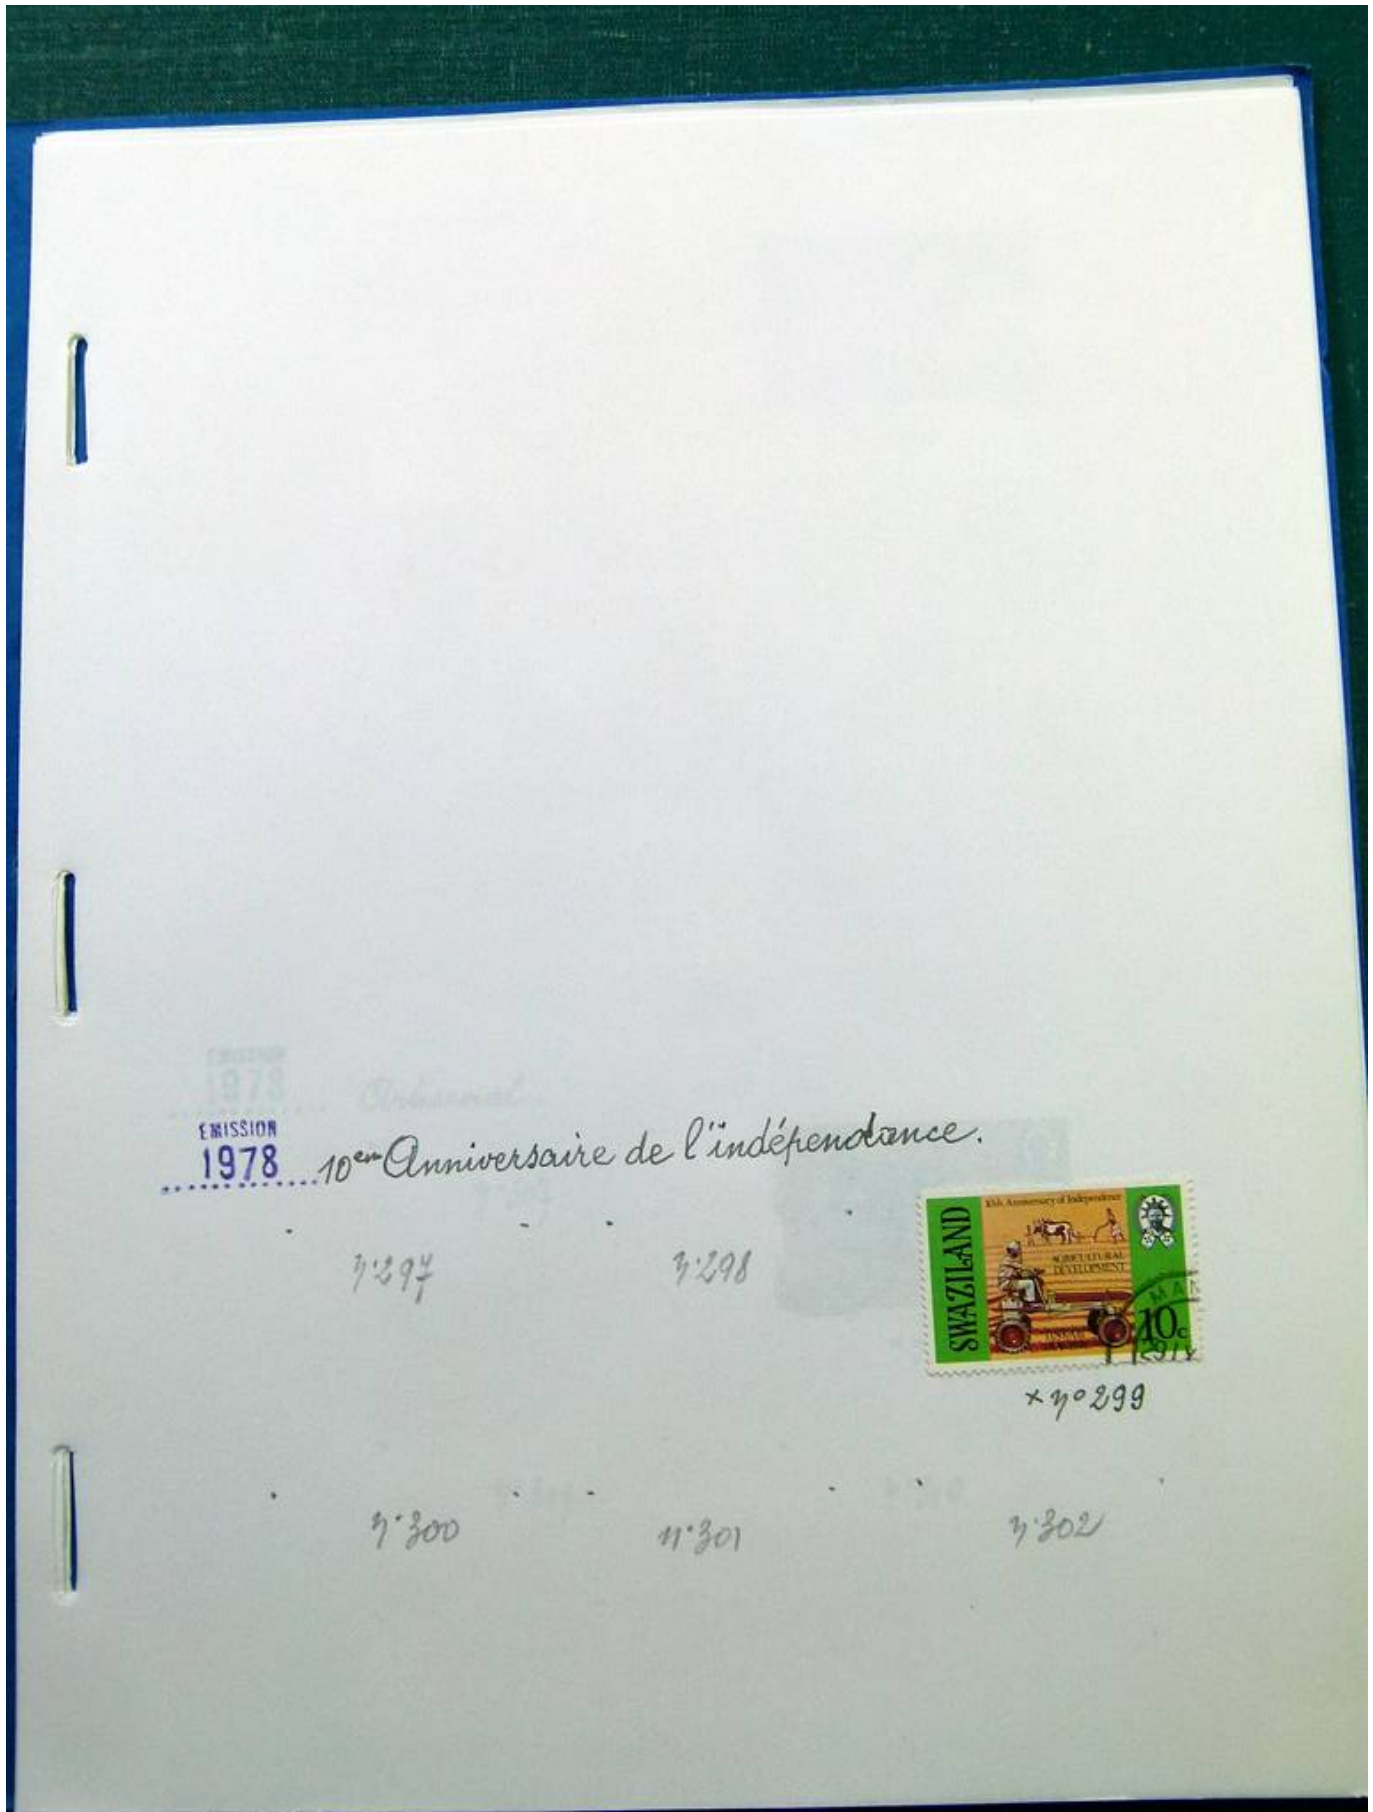 EMISSION
1978 10em Anniversaire de l'indépendance.
10th Anniversary of Independence
SWAZILAND
AGRICULTURAL
DEVELOPMENT
10c
n°297
n°298
x n°299
n°300
n°301
n°302